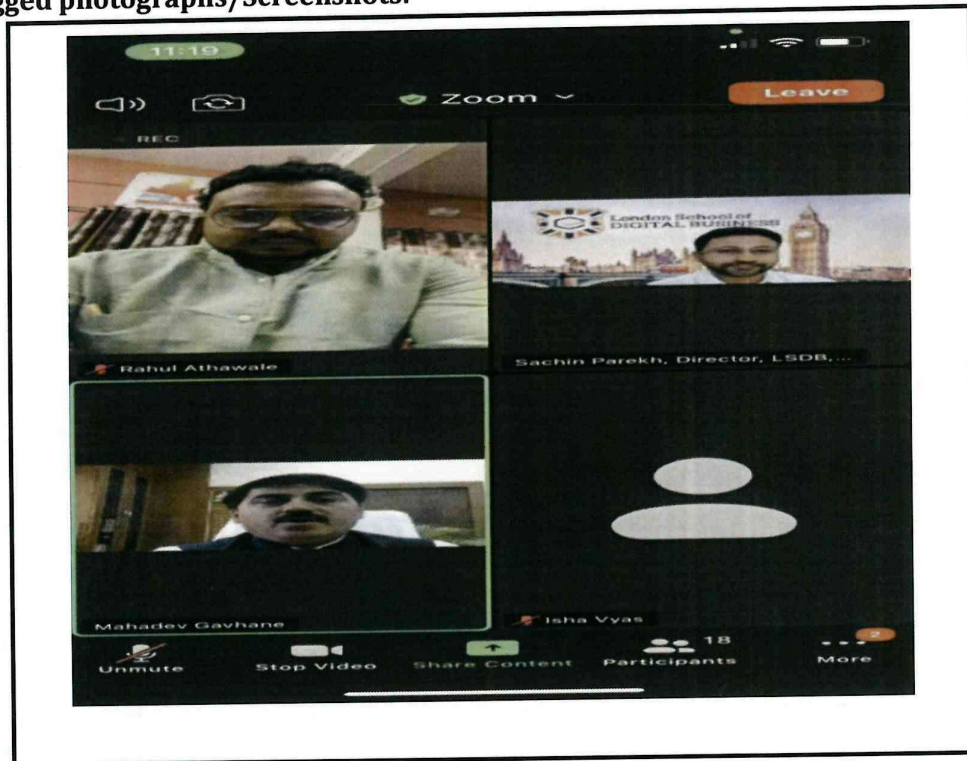 gged photographs/Screenshots:
11:19
Zoom
Leave
REC
London School of
DIGITAL BUSINESS
Rahul Athawale
Sachin Parekh, Director, LSDB,...
Mahadev Gavhane
Isha Vyas
Unmute
Stop Video
Share Content
18
Participants
2
More